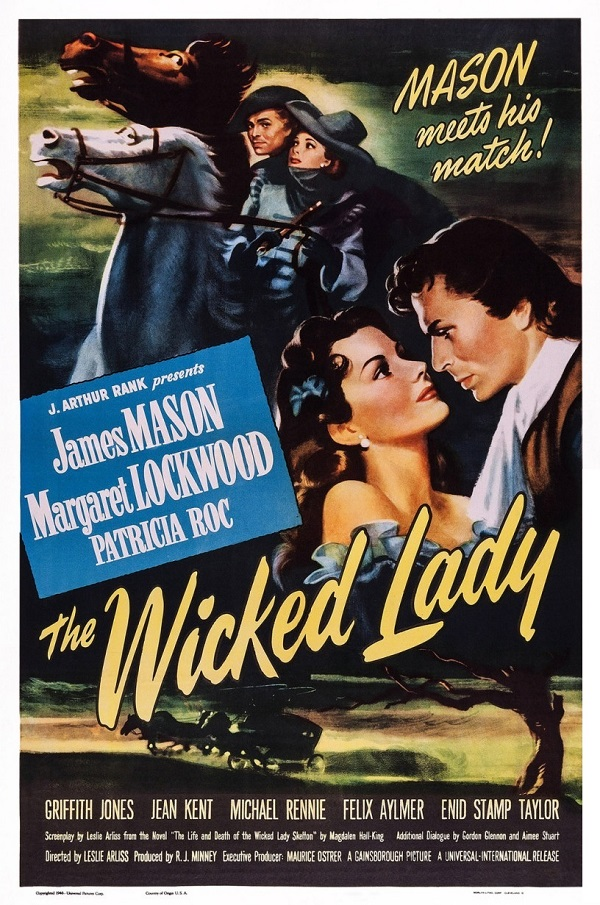 MASON
meets his
match!
J. ARTHUR RANK presents
James MASON
Margaret LOCKWOOD
PATRICIA ROC
The Wicked Lady
GRIFFITH JONES JEAN KENT MICHAEL RENNIE FELIX AYLMER ENID STAMP TAYLOR
Screenplay by Leslie Arliss from the Novel "The Life and Death of the Wicked Lady Skelton" by Magdalen Hall-King Additional Dialogue by Gordon Glennon and Aimee Stuart
Directed by LESLIE ARLISS Produced by R. J. MINNEY Executive Producer: MAURICE OSTRER A GAINSBOROUGH PICTURE A UNIVERSAL-INTERNATIONAL RELEASE
Country of Origin U.S.A.